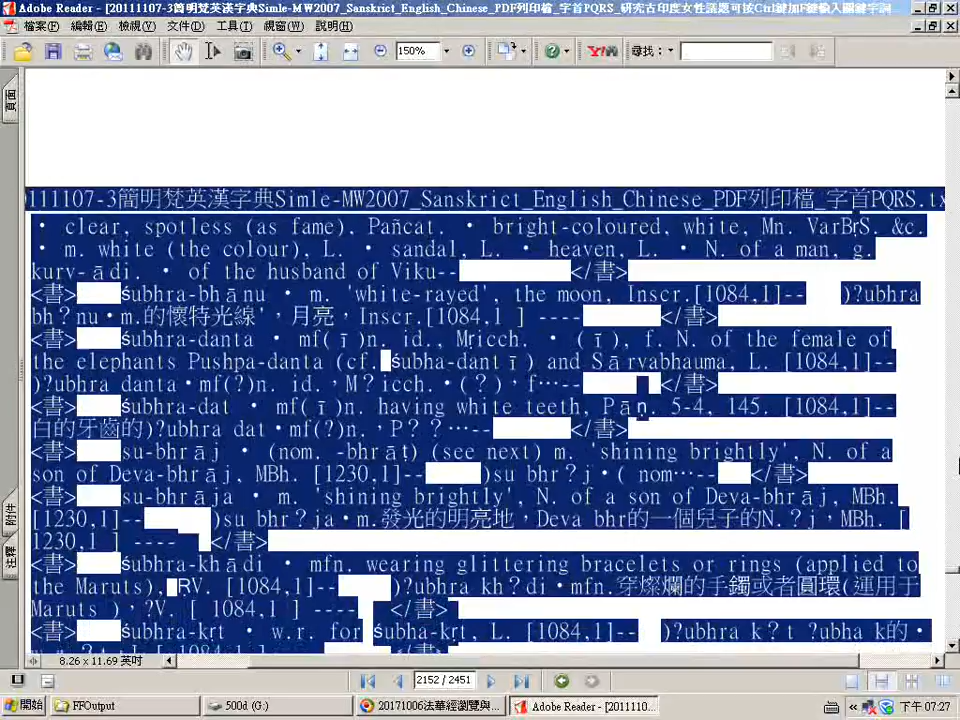 Adobe Reader - [20111107-3簡明梵英漢字典Simle-MW2007_Sanskrict_English_Chinese_PDF列印檔_字首PQRS_研究古印度女性議題可按Ctrl鍵加F鍵輸入關鍵字詞
檔案(F) 編輯(E) 檢視(V) 文件(D) 工具(T) 視窗(W) 說明(H)
150% Y! 尋找：
頁面
0111107-3簡明梵英漢字典Simle-MW2007_Sanskrict_English_Chinese_PDF列印檔_字首PQRS.tx
• clear, spotless (as fame), Pañcat. • bright-coloured, white, Mn. VarBṛS. &c.
• m. white (the colour), L. • sandal, L. • heaven, L. • N. of a man, g.
kurv-ādi. • of the husband of Viku-- </書>
<書> śubhra-bhānu • m. 'white-rayed', the moon, Inscr.[1084,1]-- )?ubhra
bh？nu•m.的懷特光線'，月亮，Inscr.[1084,1 ] ---- </書>
<書> śubhra-danta • mf(ī)n. id., Mṛicch. • (ī), f. N. of the female of
the elephants Pushpa-danta (cf. śubha-dantī) and Sārvabhauma, L. [1084,1]--
)?ubhra danta•mf(?)n. id.，M？icch.•(？)，f⋯-- </書>
<書> śubhra-dat • mf(ī)n. having white teeth, Pāṇ. 5-4, 145. [1084,1]--
白的牙齒的)?ubhra dat•mf(?)n.，P？？⋯-- </書>
<書> su-bhrāj • (nom. -bhrāṭ) (see next) m. 'shining brightly', N. of a
son of Deva-bhrāj, MBh. [1230,1]-- )su bhr？j•( nom⋯-- </書>
<書> su-bhrāja • m. 'shining brightly', N. of a son of Deva-bhrāj, MBh.
[1230,1]-- )su bhr？ja•m.發光的明亮地，Deva bhr的一個兒子的N.？j，MBh. [
1230,1 ] ---- </書>
<書> śubhra-khādi • mfn. wearing glittering bracelets or rings (applied to
the Maruts), RV. [1084,1]-- )?ubhra kh？di•mfn.穿燦爛的手鐲或者圓環(運用于
Maruts )，?V. [ 1084,1 ] ---- </書>
<書> śubhra-kṛt • w.r. for śubha-kṛt, L. [1084,1]-- )?ubhra k？t ?ubha k的•
附件
注釋
8.26 x 11.69 英吋
2152 / 2451
開始 FFOutput 500d (G:) 20171006法華經瀏覽與... Adobe Reader - [2011110... 下午 07:27